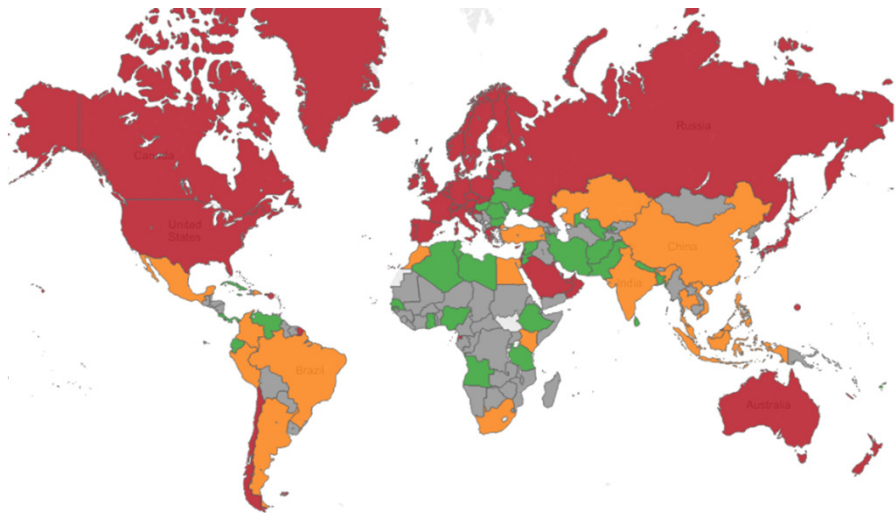 Russia
Canada
United
States
China
India
Brazil
Australia